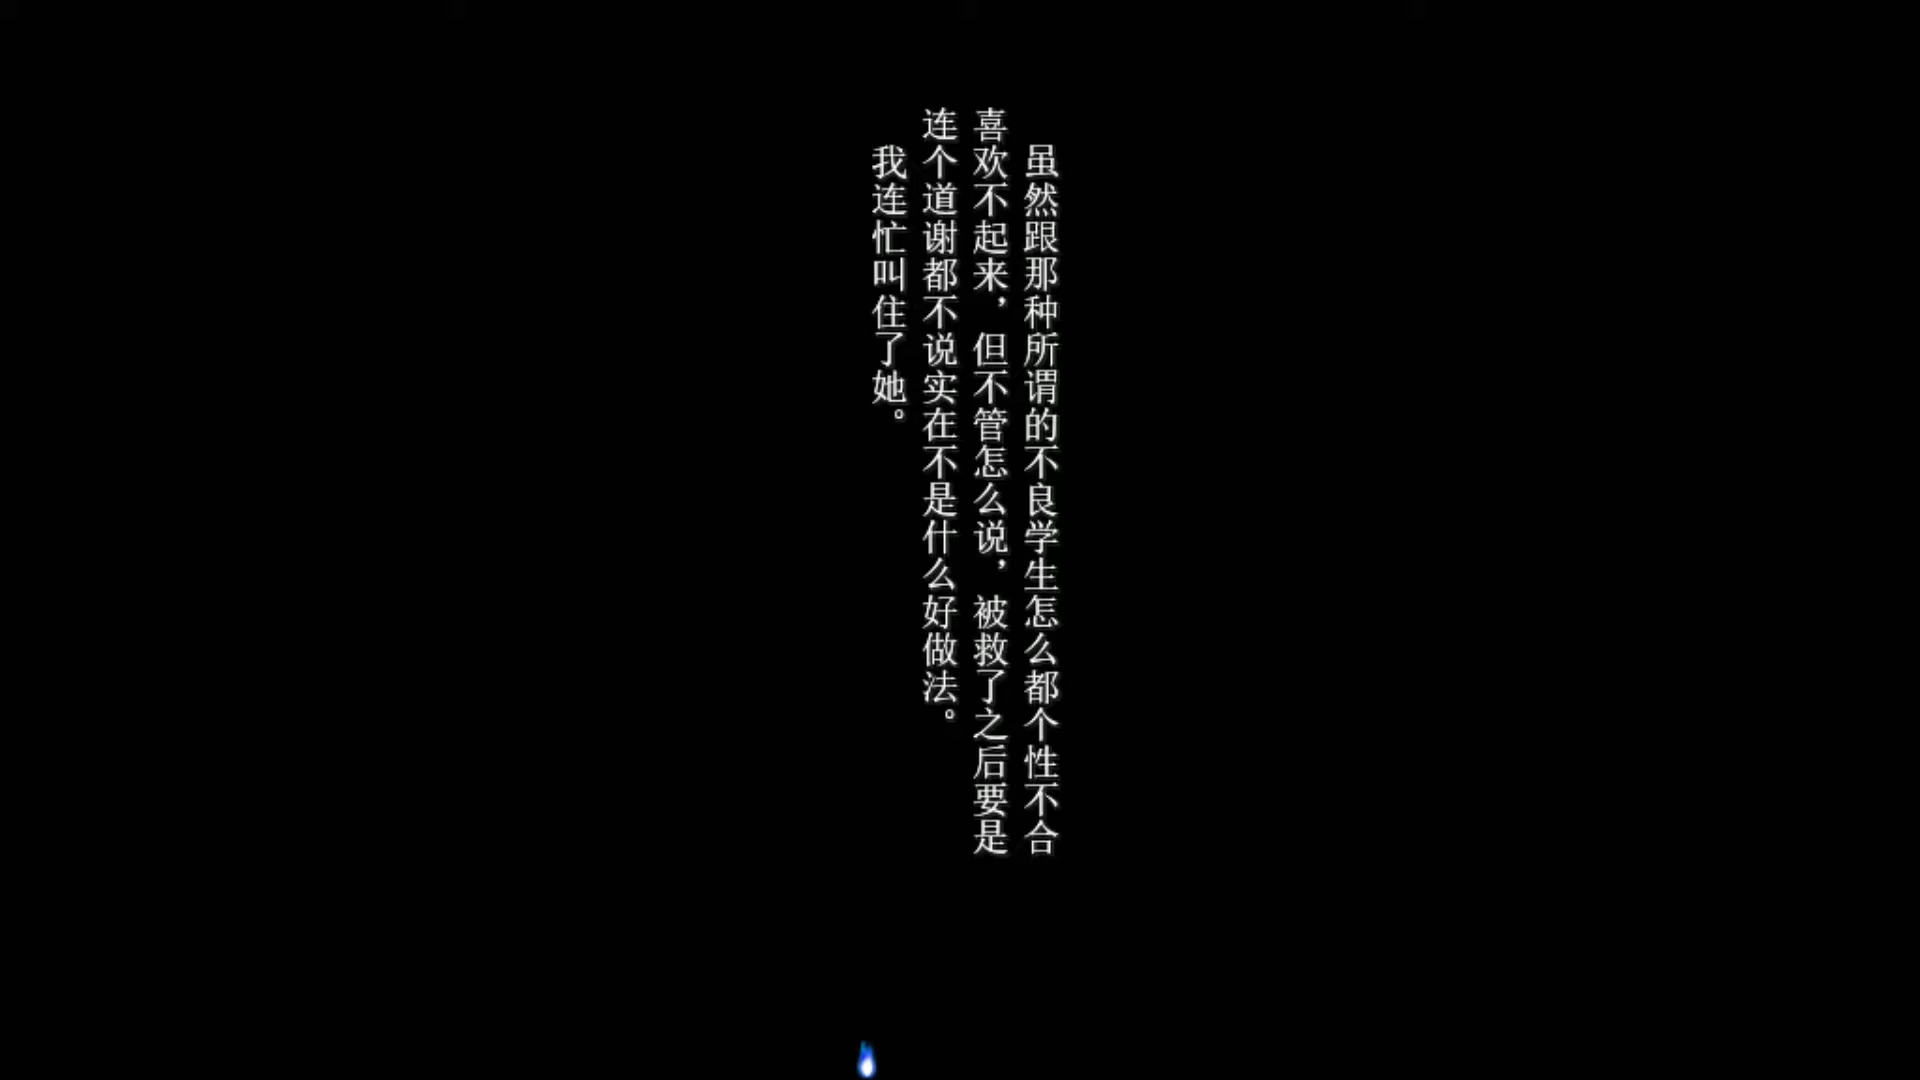 虽然跟那种所谓的不良学生怎么都个性不合
喜欢不起来，但不管怎么说，被救了之后要是
连个道谢都不说实在不是什么好做法。
我连忙叫住了她。